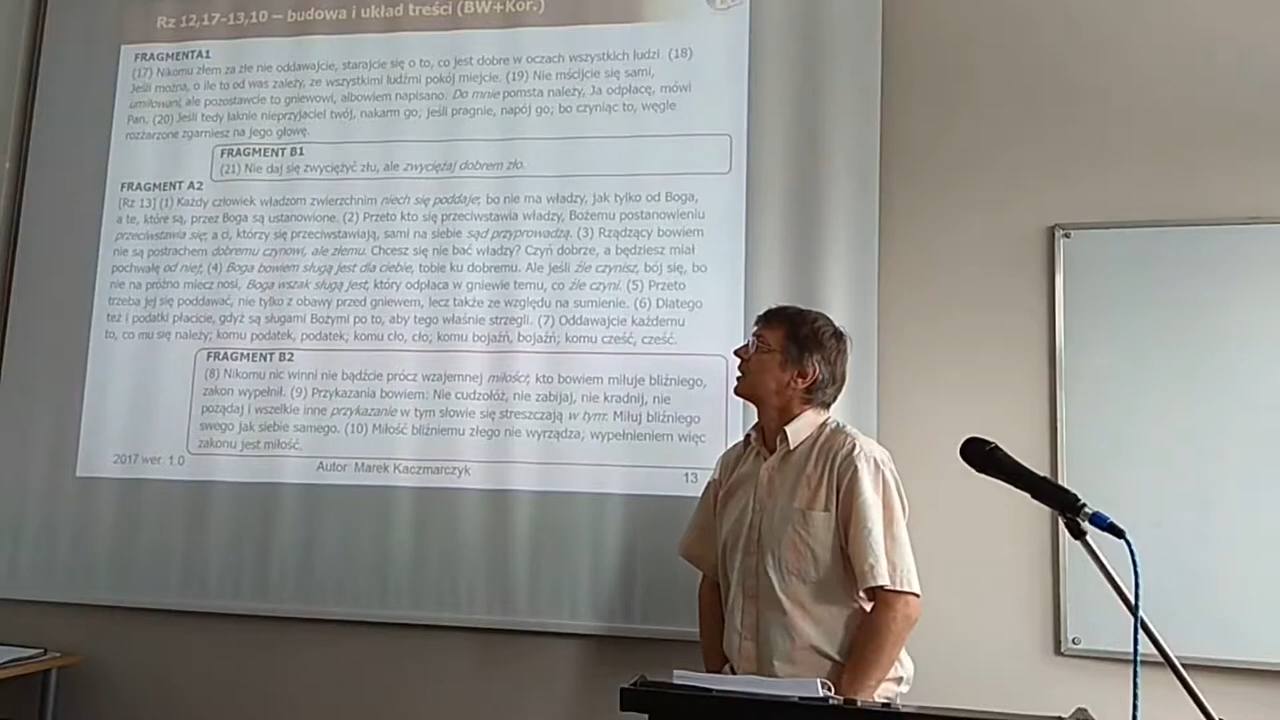 Rz 12,17-13,10 – budowa i układ treści (BW+Kor.)
FRAGMENTA1
(17) Nikomu złem za złe nie oddawajcie, starajcie się o to, co jest dobre w oczach wszystkich ludzi. (18)
Jeśli można, o ile to od was zależy, ze wszystkimi ludźmi pokój miejcie. (19) Nie mścijcie się sami,
umiłowani, ale pozostawcie to gniewowi, albowiem napisano: Do mnie pomsta należy, Ja odpłacę, mówi
Pan. (20) Jeśli tedy łaknie nieprzyjaciel twój, nakarm go; jeśli pragnie, napój go; bo czyniąc to, węgle
rozżarzone zgarniesz na jego głowę.
FRAGMENT B1
(21) Nie daj się zwyciężyć złu, ale zwyciężaj dobrem zło.
FRAGMENT A2
[Rz 13] (1) Każdy człowiek władzom zwierzchnim niech się poddaje; bo nie ma władzy, jak tylko od Boga,
a te, które są, przez Boga są ustanowione. (2) Przeto kto się przeciwstawia władzy, Bożemu postanowieniu
przeciwstawia się; a ci, którzy się przeciwstawiają, sami na siebie sąd przyprowadzą. (3) Rządzący bowiem
nie są postrachem dobremu czynowi, ale złemu. Chcesz się nie bać władzy? Czyń dobrze, a będziesz miał
pochwałę od niej, (4) Boga bowiem sługą jest dla ciebie, tobie ku dobremu. Ale jeśli źle czynisz, bój się, bo
nie na próżno miecz nosi, Boga wszak sługą jest, który odpłaca w gniewie temu, co źle czyni. (5) Przeto
trzeba jej się poddawać, nie tylko z obawy przed gniewem, lecz także ze względu na sumienie. (6) Dlatego
też i podatki płacicie, gdyż są sługami Bożymi po to, aby tego właśnie strzegli. (7) Oddawajcie każdemu
to, co mu się należy; komu podatek, podatek; komu cło, cło; komu bojaźń, bojaźń; komu cześć, cześć.
FRAGMENT B2
(8) Nikomu nic winni nie bądźcie prócz wzajemnej miłości; kto bowiem miłuje bliźniego,
zakon wypełnił. (9) Przykazania bowiem: Nie cudzołóż, nie zabijaj, nie kradnij, nie
pożądaj i wszelkie inne przykazanie w tym słowie się streszczają w tym: Miłuj bliźniego
swego jak siebie samego. (10) Miłość bliźniemu złego nie wyrządza; wypełnieniem więc
zakonu jest miłość.
2017 wer. 1.0 Autor: Marek Kaczmarczyk 13